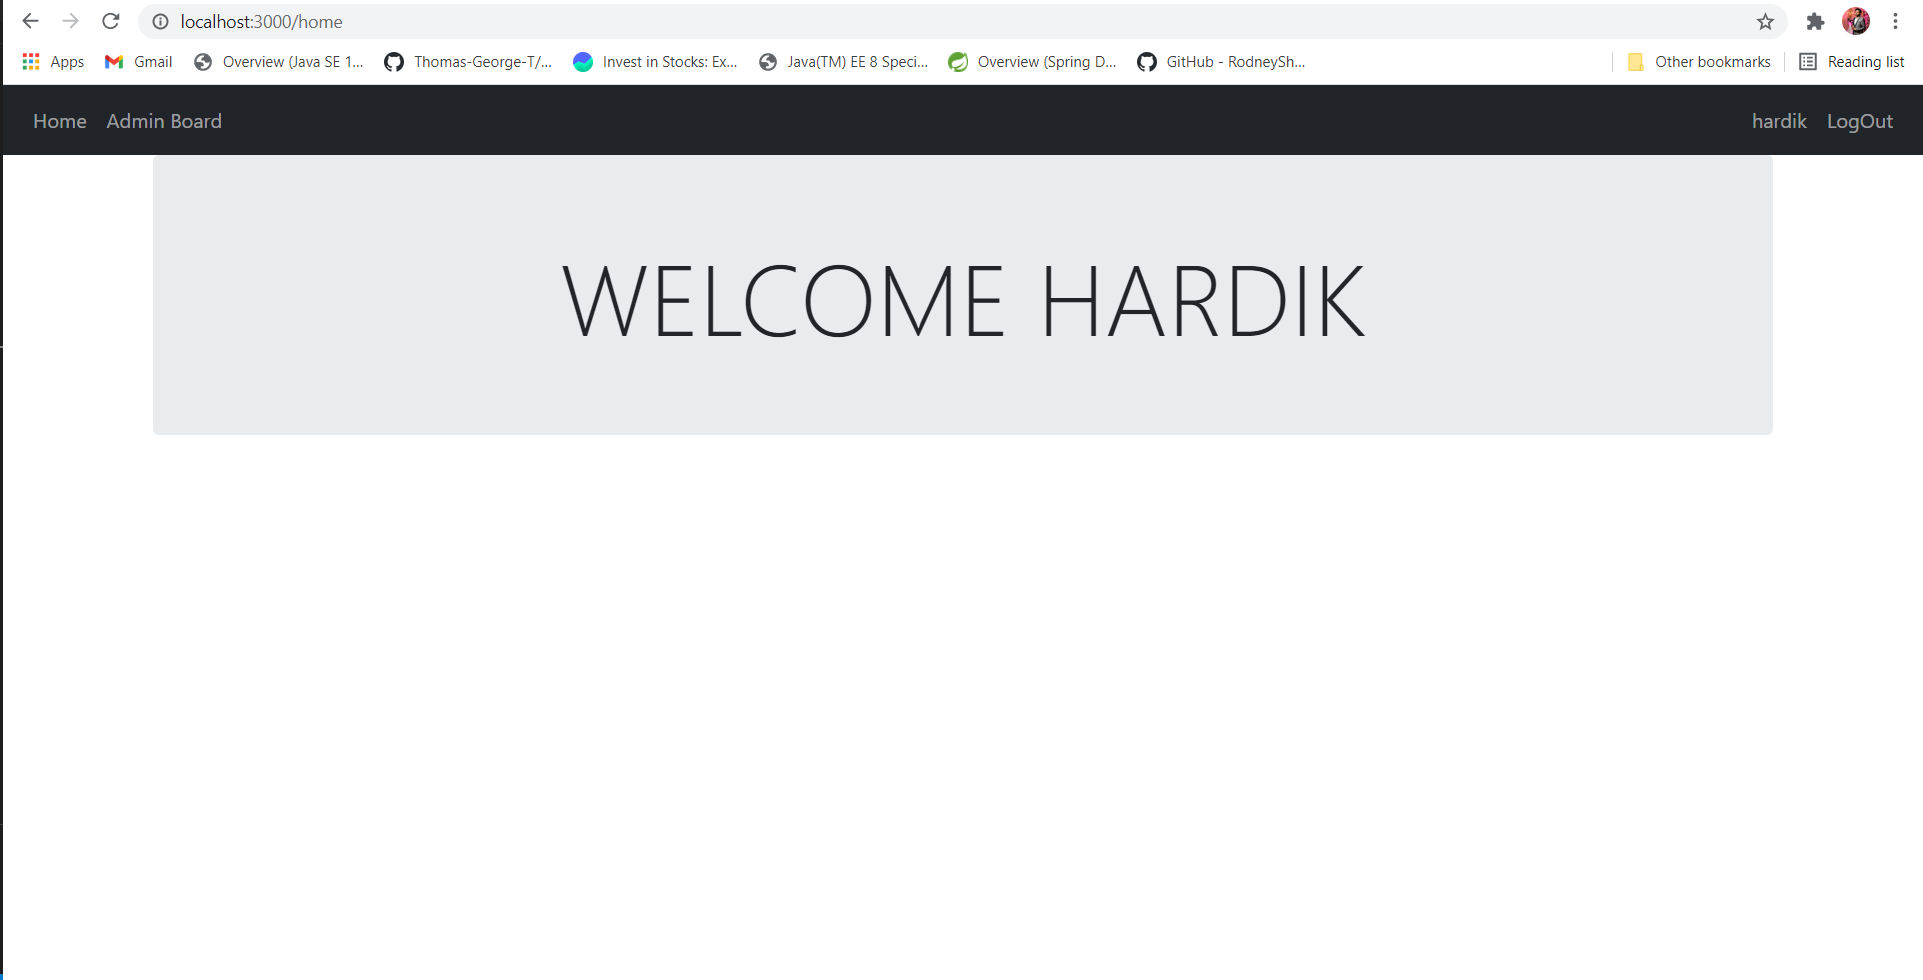 localhost:3000/home
Apps Gmail Overview (Java SE 1... Thomas-George-T/... Invest in Stocks: Ex... Java(TM) EE 8 Speci... Overview (Spring D... GitHub - RodneySh... Other bookmarks Reading list
Home Admin Board hardik LogOut
WELCOME HARDIK